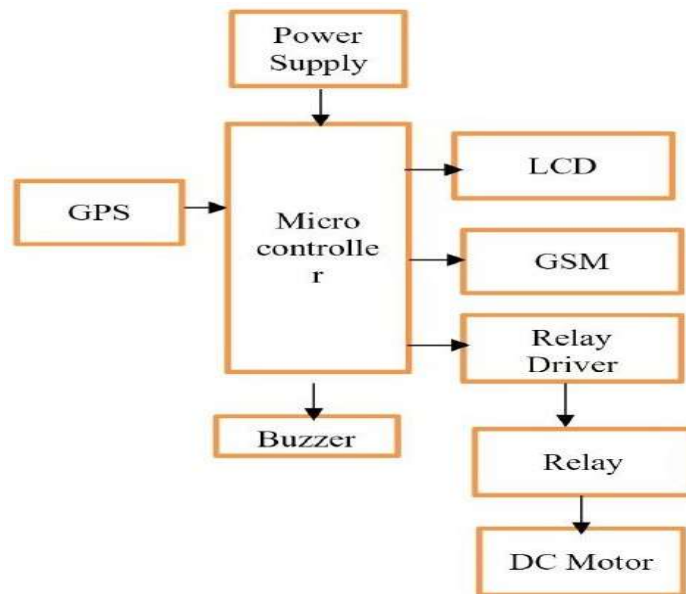 Power
Supply
LCD
GPS
Micro
controlle
r
GSM
Relay
Driver
Buzzer
Relay
DC Motor